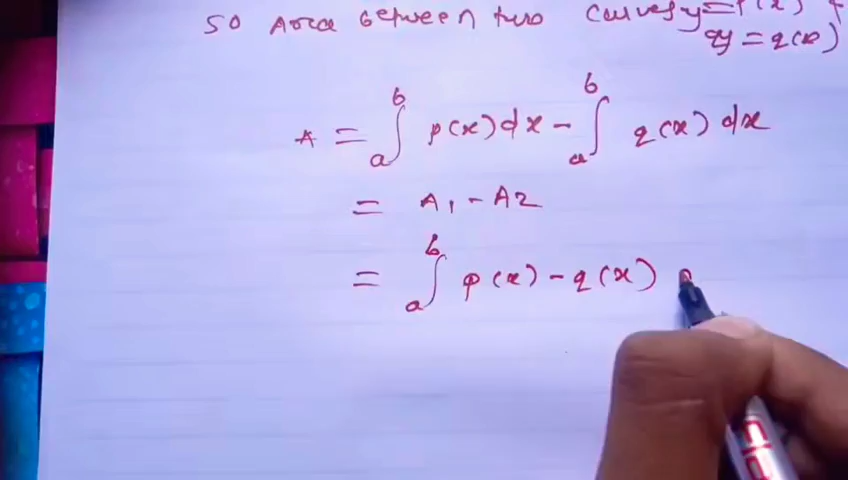 So Area between two curves y = p(x) &
y = q(x)
A = ∫ₐᵇ p(x) dx - ∫ₐᵇ q(x) dx
= A₁ - A2
= ∫ₐᵇ p(x) - q(x)